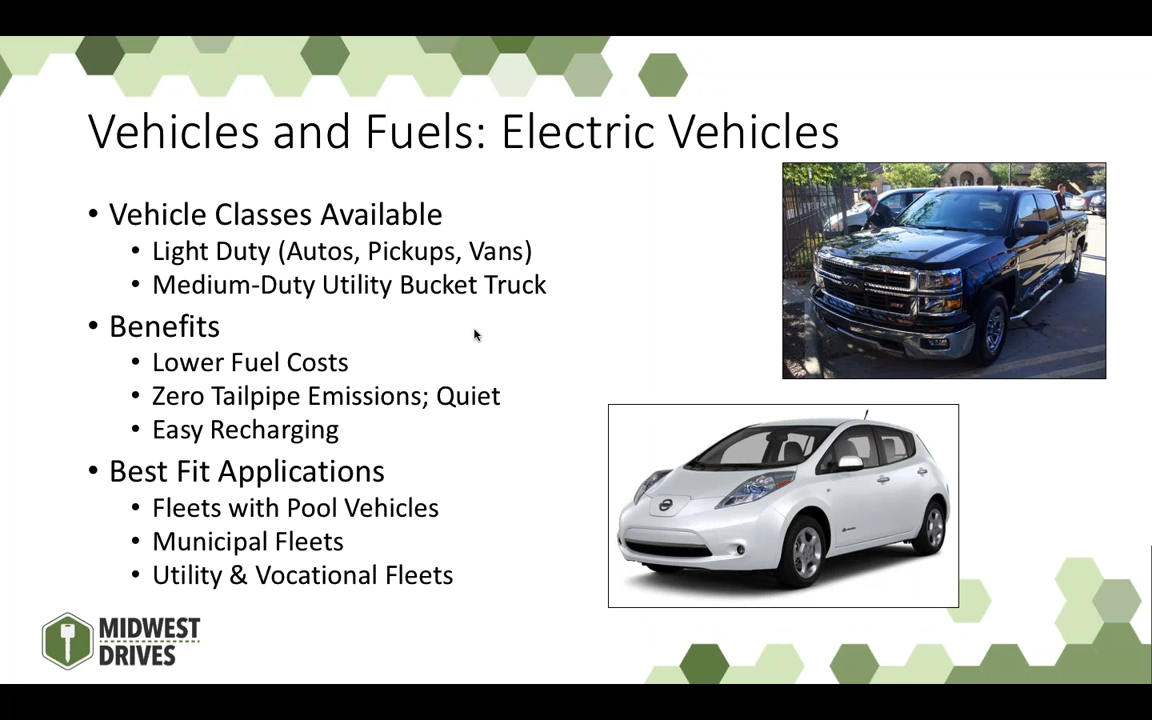 Vehicles and Fuels: Electric Vehicles
• Vehicle Classes Available
• Light Duty (Autos, Pickups, Vans)
• Medium-Duty Utility Bucket Truck
• Benefits
• Lower Fuel Costs
• Zero Tailpipe Emissions; Quiet
• Easy Recharging
• Best Fit Applications
• Fleets with Pool Vehicles
• Municipal Fleets
• Utility & Vocational Fleets
MIDWEST
DRIVES